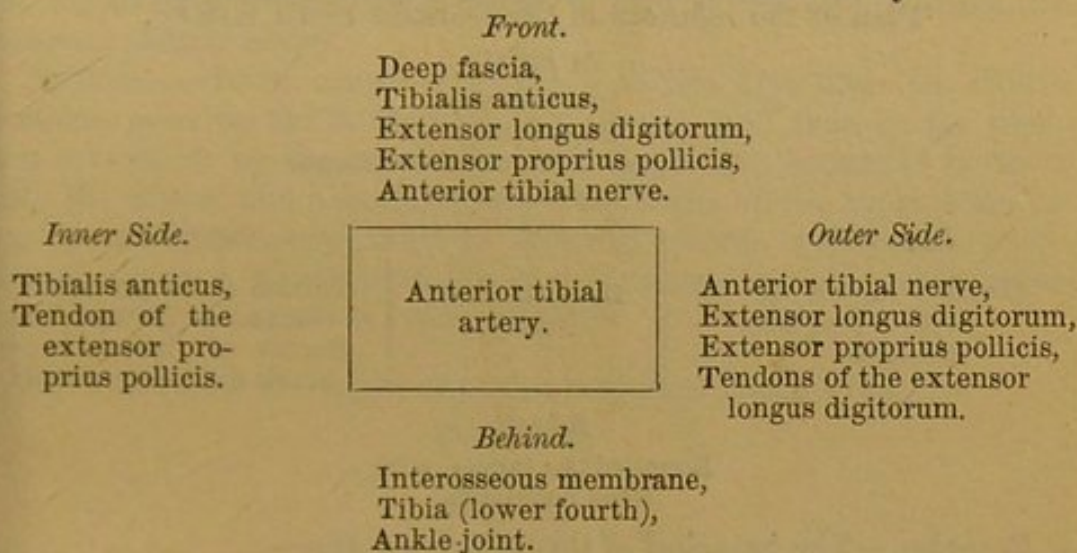 Front.
Deep fascia,
Tibialis anticus,
Extensor longus digitorum,
Extensor proprius pollicis,
Anterior tibial nerve.
Inner Side.
Tibialis anticus,
Tendon of the
extensor pro-
prius pollicis.
Anterior tibial
artery.
Outer Side.
Anterior tibial nerve,
Extensor longus digitorum,
Extensor proprius pollicis,
Tendons of the extensor
longus digitorum.
Behind.
Interosseous membrane,
Tibia (lower fourth),
Ankle-joint.